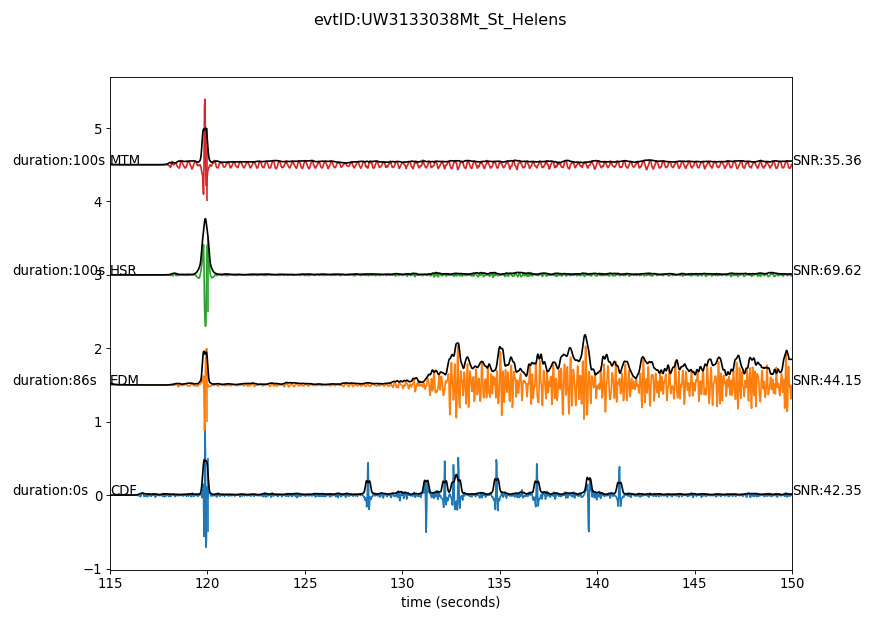 evtID:UW3133038Mt_St_Helens
5
duration:100s MTM SNR:35.36
4
duration:100s HSR SNR:69.62
3
2
duration:86s EDM SNR:44.15
1
duration:0s CDF SNR:42.35
0
−1
115 120 125 130 135 140 145 150
time (seconds)